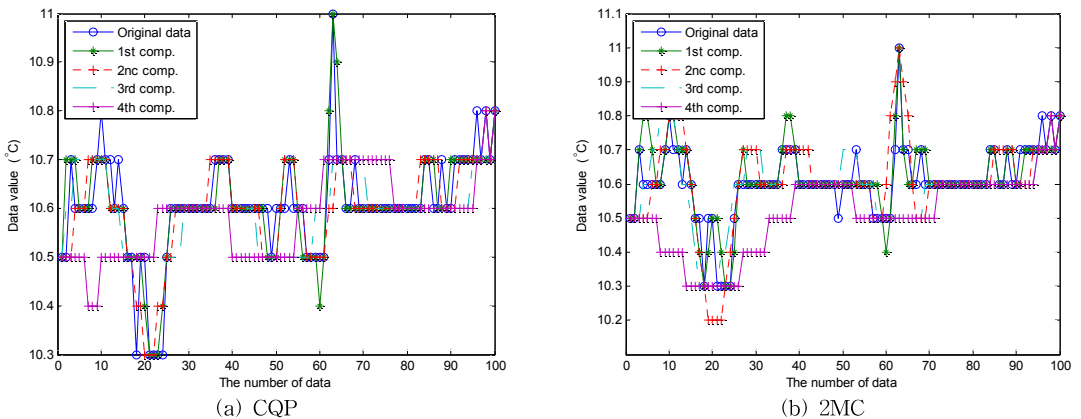 11
10.9
10.8
10.7
10.6
10.5
10.4
10.3
0
10
20
30
40
50
60
70
80
90
100
Data value (°C)
The number of data
Original data
1st comp.
2nc comp.
3rd comp.
4th comp.
(a) CQP
11.1
11
10.9
10.8
10.7
10.6
10.5
10.4
10.3
10.2
0
10
20
30
40
50
60
70
80
90
100
Data value (°C)
The number of data
Original data
1st comp.
2nc comp.
3rd comp.
4th comp.
(b) 2MC